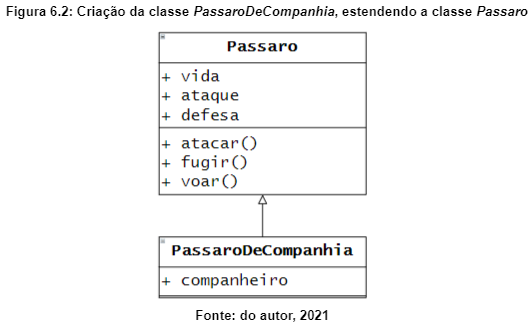 Figura 6.2: Criação da classe PassaroDeCompanhia, estendendo a classe Passaro
Passaro
+ vida
+ ataque
+ defesa
+ atacar()
+ fugir()
+ voar()
PassaroDeCompanhia
+ companheiro
Fonte: do autor, 2021